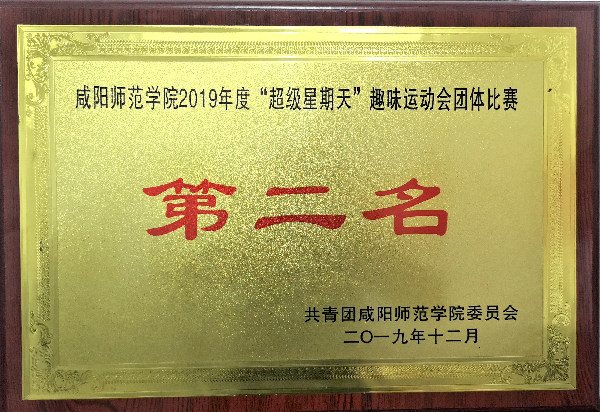 咸阳师范学院2019年度“超级星期天”趣味运动会团体比赛
第二名
共青团咸阳师范学院委员会
二〇一九年十二月